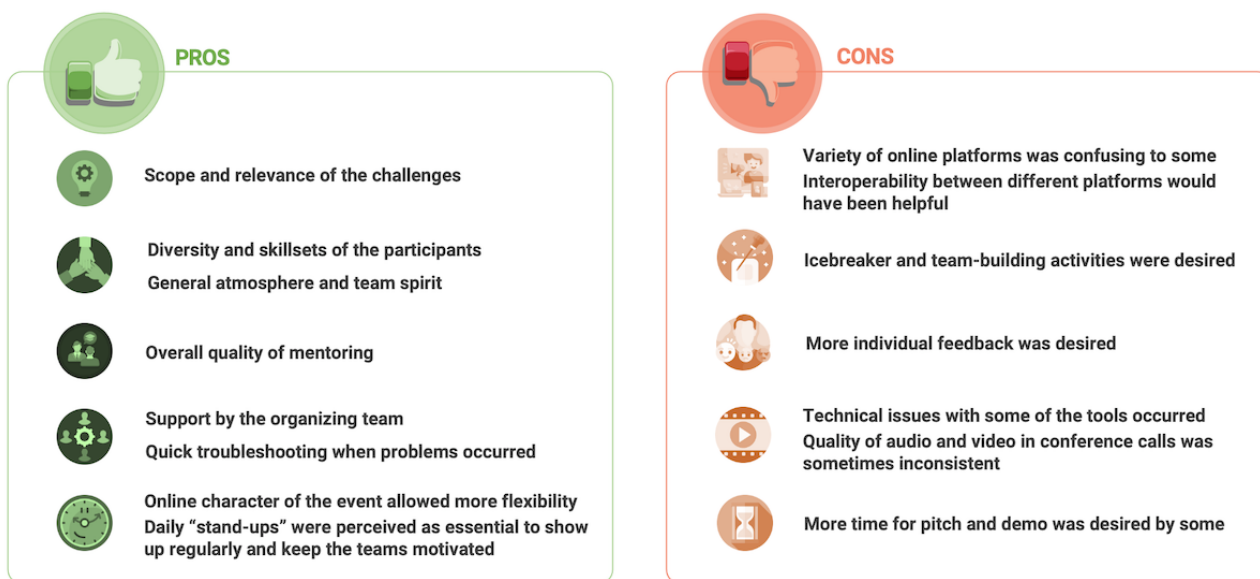 PROS
Scope and relevance of the challenges
Diversity and skillsets of the participants
General atmosphere and team spirit
Overall quality of mentoring
Support by the organizing team
Quick troubleshooting when problems occurred
Online character of the event allowed more flexibility
Daily “stand-ups” were perceived as essential to show
up regularly and keep the teams motivated
CONS
Variety of online platforms was confusing to some
Interoperability between different platforms would
have been helpful
Icebreaker and team-building activities were desired
More individual feedback was desired
Technical issues with some of the tools occurred
Quality of audio and video in conference calls was
sometimes inconsistent
More time for pitch and demo was desired by some